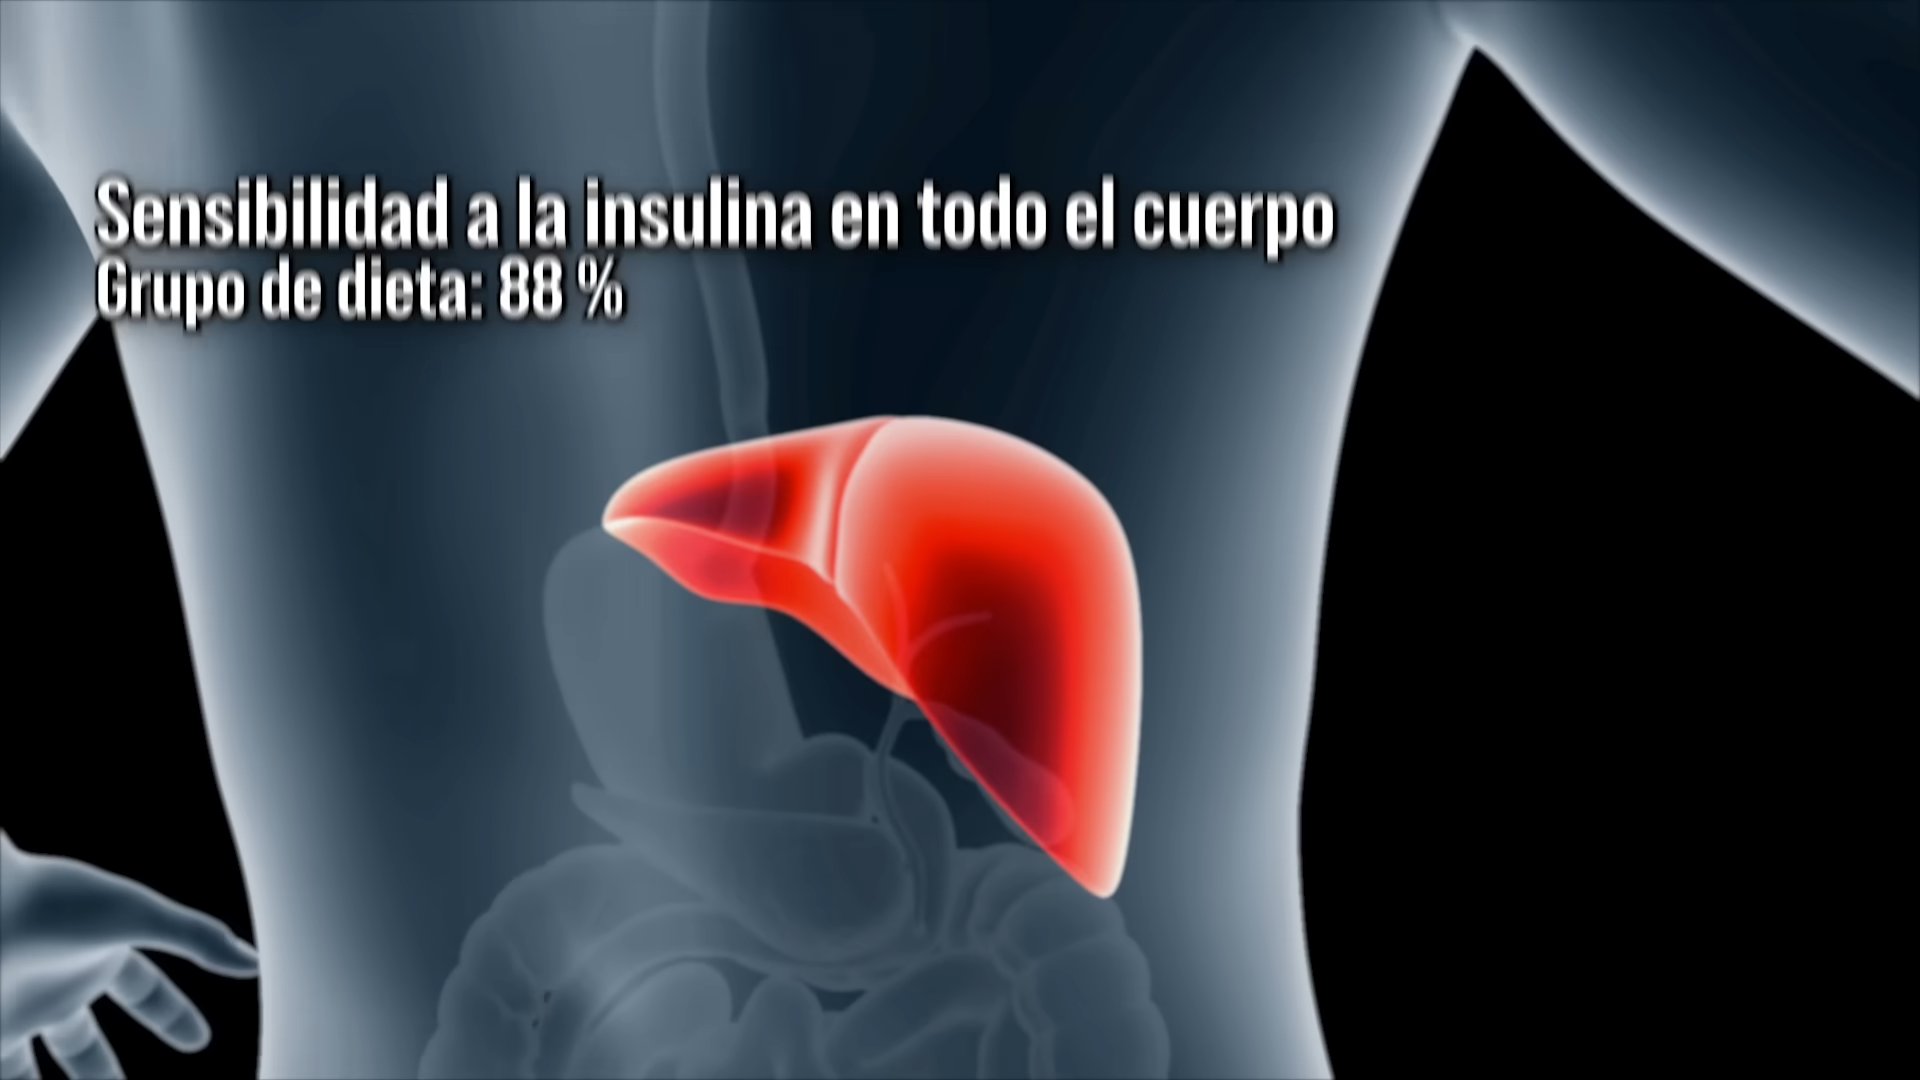 Sensibilidad a la insulina en todo el cuerpo
Grupo de dieta: 88 %